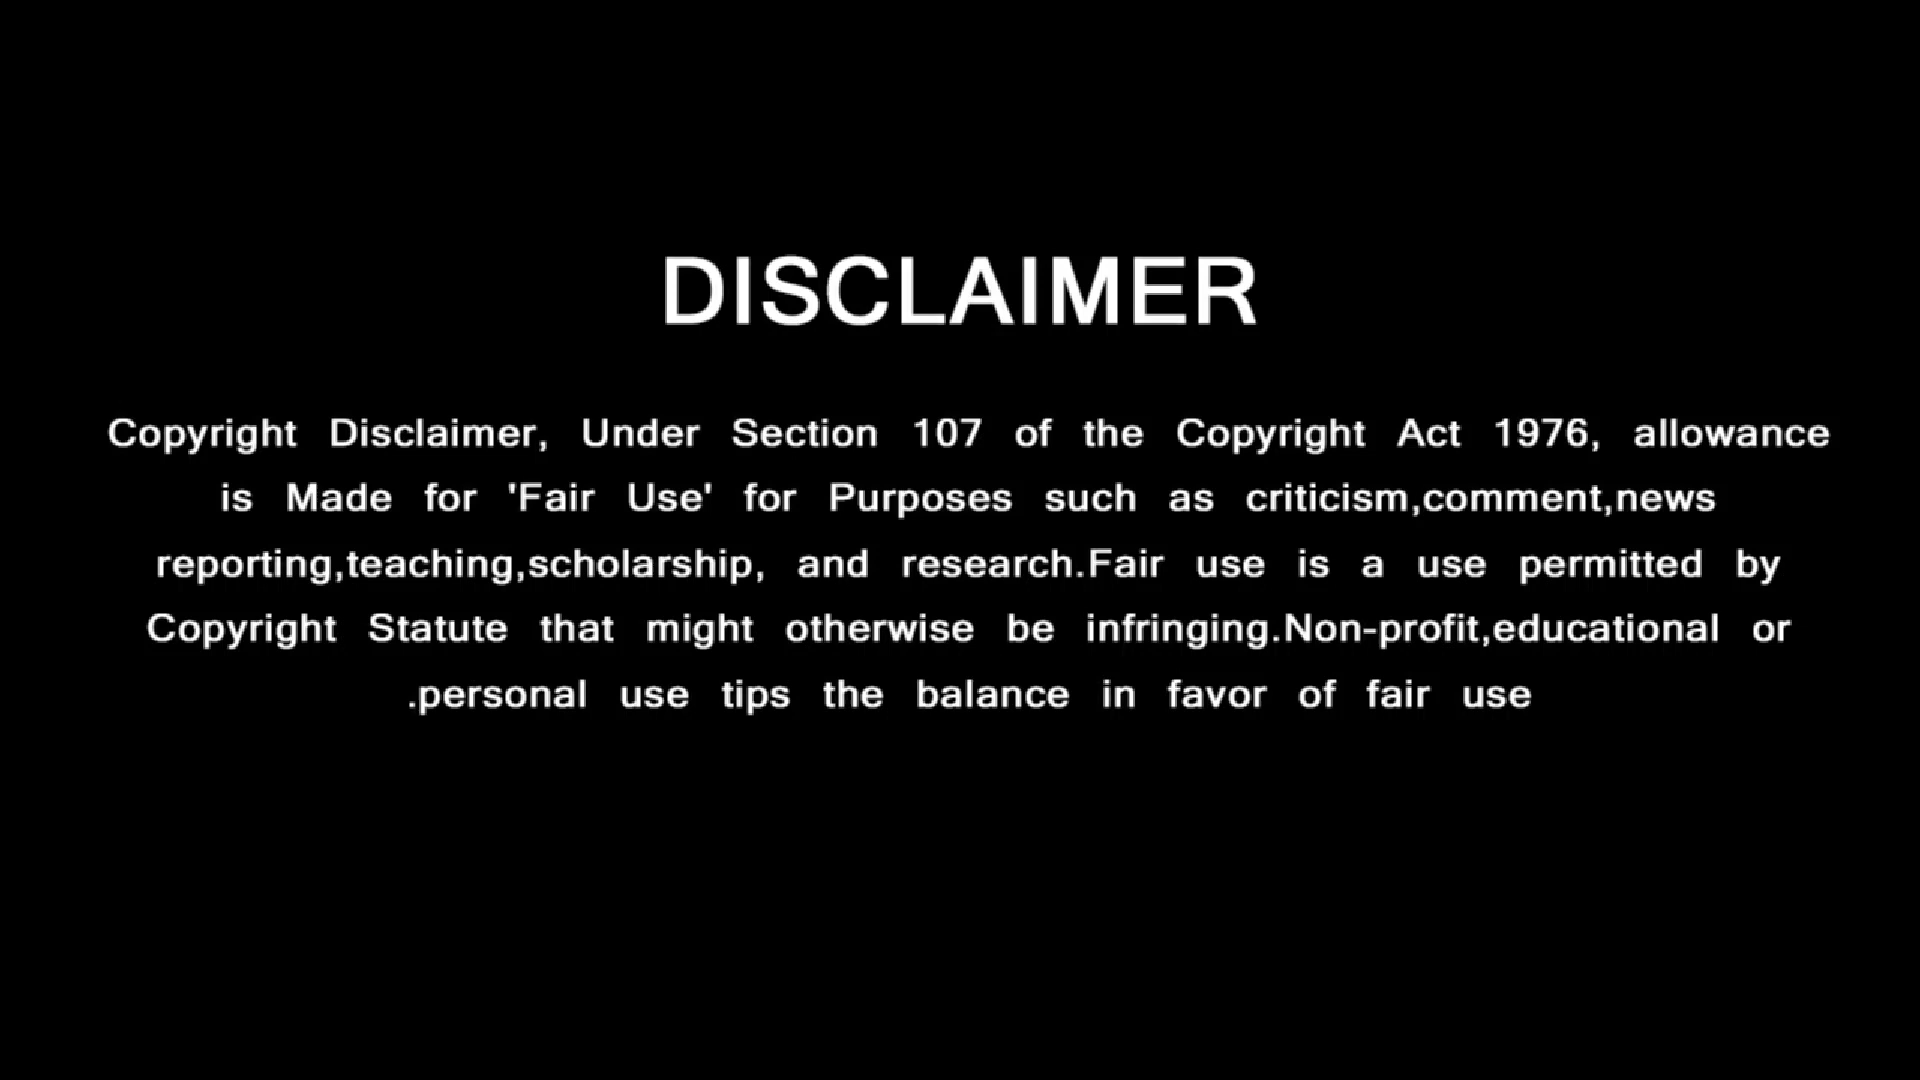 DISCLAIMER
Copyright Disclaimer, Under Section 107 of the Copyright Act 1976, allowance
is Made for 'Fair Use' for Purposes such as criticism,comment,news
reporting,teaching,scholarship, and research.Fair use is a use permitted by
Copyright Statute that might otherwise be infringing.Non-profit,educational or
.personal use tips the balance in favor of fair use